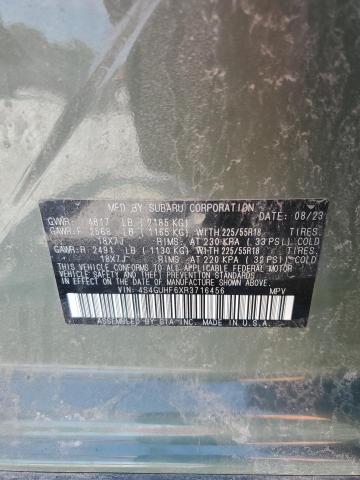 MFD BY SUBARU CORPORATION DATE: 08/23
GWVR: 4817 LB ( 2185 KG)
GAWR:F 2568 LB ( 1165 KG) WITH 225/55R18 TIRES.
18X7J RIMS. AT 230 KPA ( 33 PSI) COLD
GAWR:R 2491 LB ( 1130 KG) WITH 225/55R18 TIRES.
18X7J RIMS. AT 220 KPA ( 32 PSI) COLD
THIS VEHICLE CONFORMS TO ALL APPLICABLE FEDERAL MOTOR
VEHICLE SAFETY, BUMPER, AND THEFT PREVENTION STANDARDS
IN EFFECT ON THE DATE OF MANUFACTURE SHOWN ABOVE.
VIN: 4S4GUHF6XR3716456 MPV
ASSEMBLED BY SIA, INC. MADE IN U.S.A.